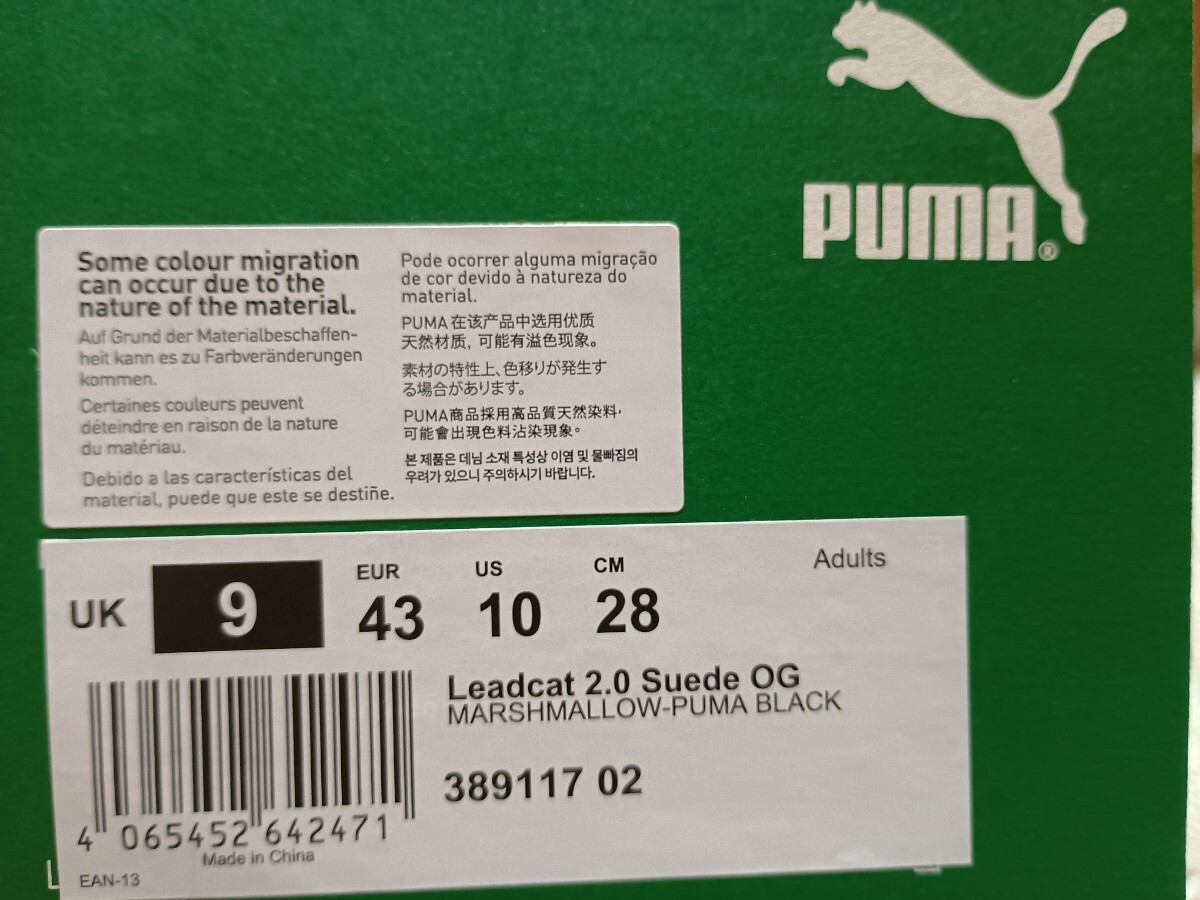 PUMA®
Some colour migration
can occur due to the
nature of the material.
Auf Grund der Materialbeschaffen-
heit kann es zu Farbveränderungen
kommen.
Certaines couleurs peuvent
déteindre en raison de la nature
du matériau.
Debido a las características del
material, puede que este se destiñe.
Pode ocorrer alguma migração
de cor devido à natureza do
material.
PUMA在该产品中选用优质
天然材质, 可能有溢色现象。
素材の特性上、色移りが発生す
る場合があります。
PUMA商品採用高品質天然染料,
可能會出現色料沾染現象。
본 제품은 데님 소재 특성상 이염 및 물빠짐의
우려가 있으니 주의하시기 바랍니다.
UK 9
EUR 43
US 10
CM 28
Adults
Leadcat 2.0 Suede OG
MARSHMALLOW-PUMA BLACK
389117 02
4 065452 642471
Made in China
EAN-13